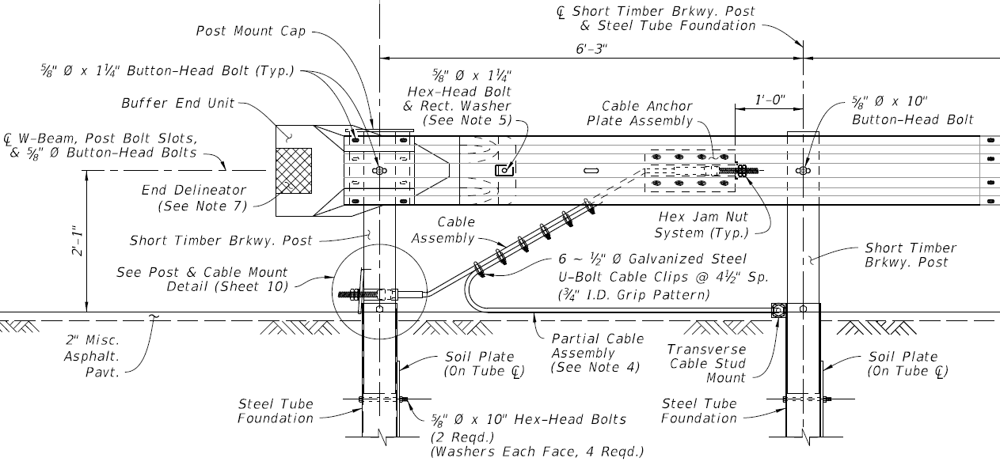 ℄ Short Timber Brkwy. Post
& Steel Tube Foundation
Post Mount Cap
6'-3"
⅝" Ø x 1¼" Button-Head Bolt (Typ.)
⅝" Ø x 1¼"
Hex-Head Bolt
& Rect. Washer
(See Note 5)
Buffer End Unit
Cable Anchor
Plate Assembly
1'-0"
⅝" Ø x 10"
Button-Head Bolt
℄ W-Beam, Post Bolt Slots,
& ⅝" Ø Button-Head Bolts
End Delineator
(See Note 7)
2'-1"
Short Timber Brkwy. Post
Cable
Assembly
Hex Jam Nut
System (Typ.)
Short Timber
Brkwy. Post
See Post & Cable Mount
Detail (Sheet 10)
6 ~ ½" Ø Galvanized Steel
U-Bolt Cable Clips @ 4½" Sp.
(¾" I.D. Grip Pattern)
2" Misc.
Asphalt.
Pavt.
Soil Plate
(On Tube ℄)
Partial Cable
Assembly
(See Note 4)
Transverse
Cable Stud
Mount
Soil Plate
(On Tube ℄)
Steel Tube
Foundation
⅝" Ø x 10" Hex-Head Bolts
(2 Reqd.)
(Washers Each Face, 4 Reqd.)
Steel Tube
Foundation